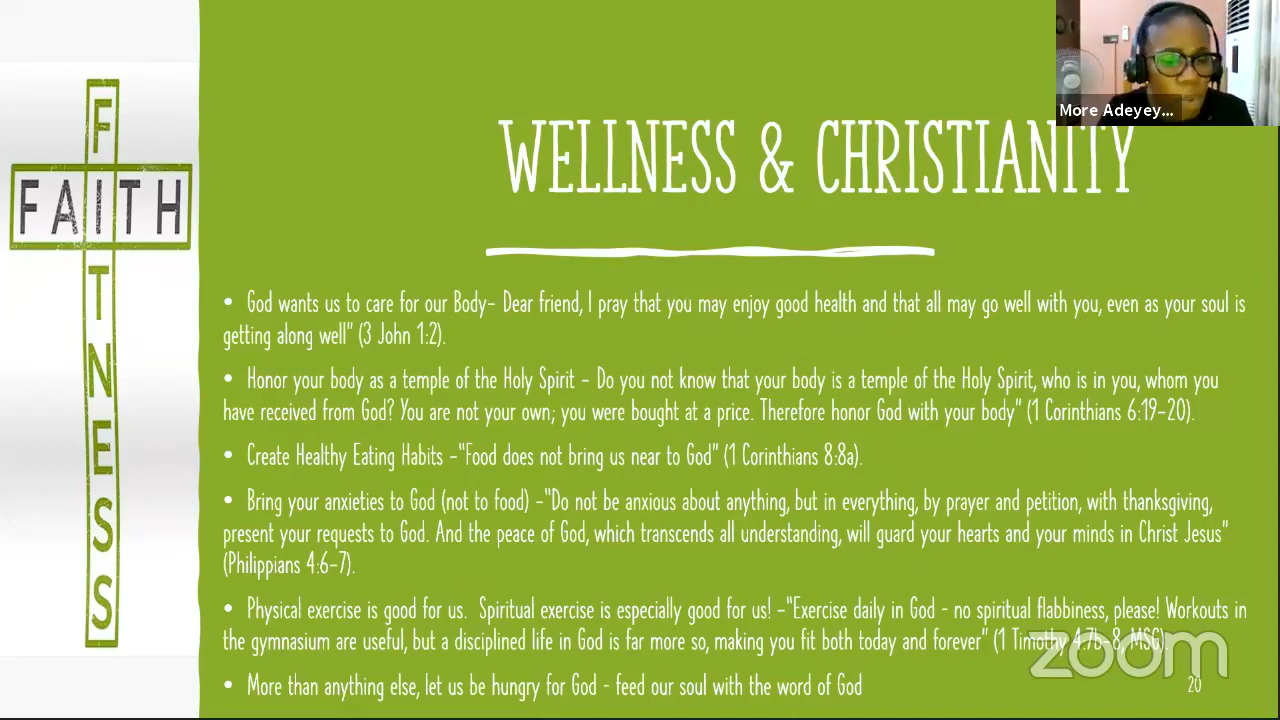 FITNESS
FAITH
More Adeyey...
WELLNESS & CHRISTIANITY
• God wants us to care for our Body- Dear friend, I pray that you may enjoy good health and that all may go well with you, even as your soul is
getting along well" (3 John 1:2).
• Honor your body as a temple of the Holy Spirit - Do you not know that your body is a temple of the Holy Spirit, who is in you, whom you
have received from God? You are not your own; you were bought at a price. Therefore honor God with your body" (1 Corinthians 6:19-20).
• Create Healthy Eating Habits -"Food does not bring us near to God" (1 Corinthians 8:8a).
• Bring your anxieties to God (not to food) -"Do not be anxious about anything, but in everything, by prayer and petition, with thanksgiving,
present your requests to God. And the peace of God, which transcends all understanding, will guard your hearts and your minds in Christ Jesus"
(Philippians 4:6-7).
• Physical exercise is good for us. Spiritual exercise is especially good for us! -"Exercise daily in God - no spiritual flabbiness, please! Workouts in
the gymnasium are useful, but a disciplined life in God is far more so, making you fit both today and forever" (1 Timothy 4:7b-8, MSG).
• More than anything else, let us be hungry for God - feed our soul with the word of God
zoom
20